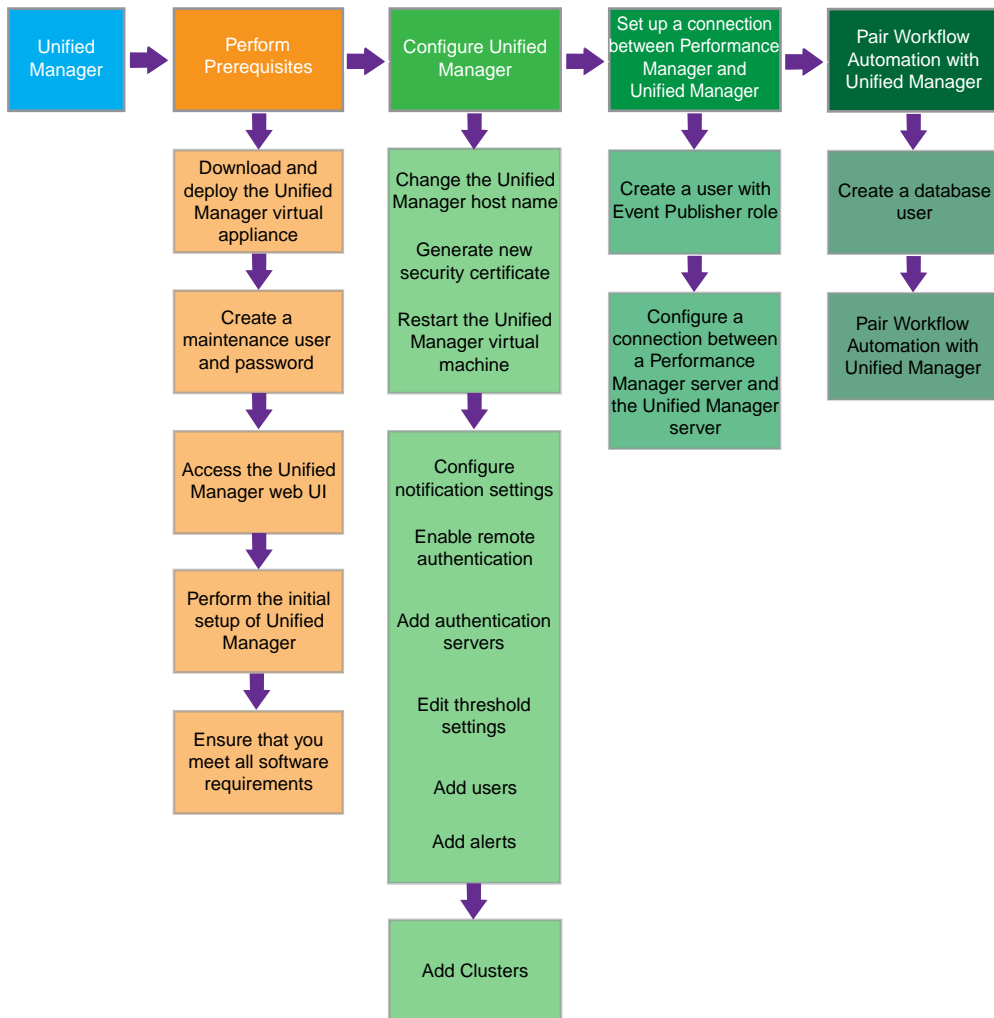 Unified
Manager
Perform
Prerequisites
Configure Unified
Manager
Set up a connection
between Performance
Manager and
Unified Manager
Pair Workflow
Automation with
Unified Manager
Download and
deploy the Unified
Manager virtual
appliance
Create a
maintenance user
and password
Access the Unified
Manager web UI
Perform the initial
setup of Unified
Manager
Ensure that you
meet all software
requirements
Change the Unified
Manager host name
Generate new
security certificate
Restart the Unified
Manager virtual
machine
Configure
notification settings
Enable remote
authentication
Add authentication
servers
Edit threshold
settings
Add users
Add alerts
Add Clusters
Create a user with
Event Publisher role
Configure a
connection between
a Performance
Manager server and
the Unified Manager
server
Create a database
user
Pair Workflow
Automation with
Unified Manager